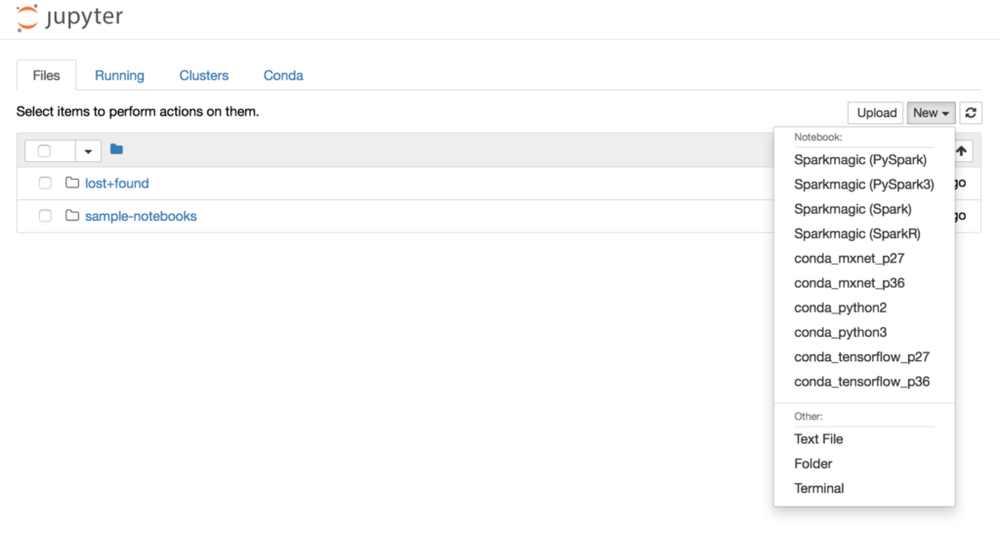 jupyter
Files Running Clusters Conda
Select items to perform actions on them.
Upload New
Notebook:
Sparkmagic (PySpark)
lost+found
Sparkmagic (PySpark3)
go
Sparkmagic (Spark)
sample-notebooks
go
Sparkmagic (SparkR)
conda_mxnet_p27
conda_mxnet_p36
conda_python2
conda_python3
conda_tensorflow_p27
conda_tensorflow_p36
Other:
Text File
Folder
Terminal